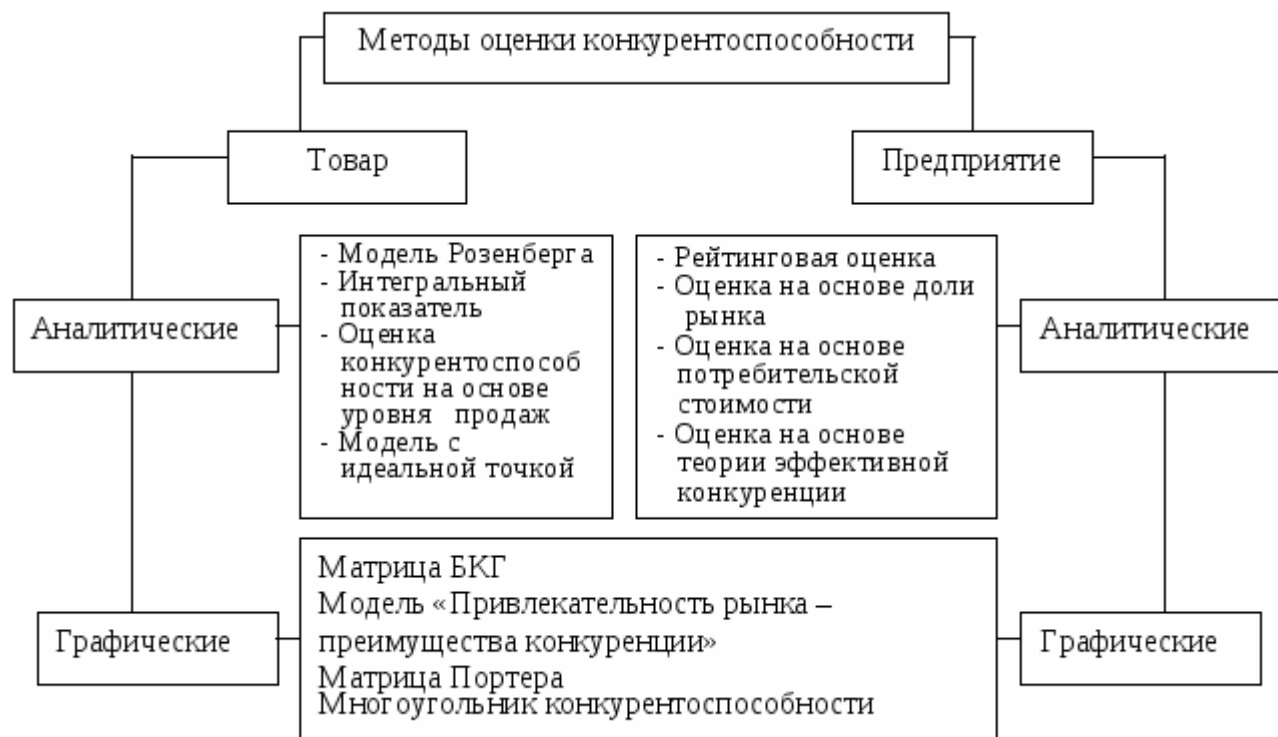 Методы оценки конкурентоспособности
Товар
Предприятие
- Модель Розенберга
- Интегральный
показатель
- Оценка
конкурентоспособ
ности на основе
уровня продаж
- Модель с
идеальной точкой
- Рейтинговая оценка
- Оценка на основе доли
рынка
- Оценка на основе
потребительской
стоимости
- Оценка на основе
теории эффективной
конкуренции
Аналитические
Аналитические
Матрица БКГ
Модель «Привлекательность рынка –
преимущества конкуренции»
Матрица Портера
Многоугольник конкурентоспособности
Графические
Графические